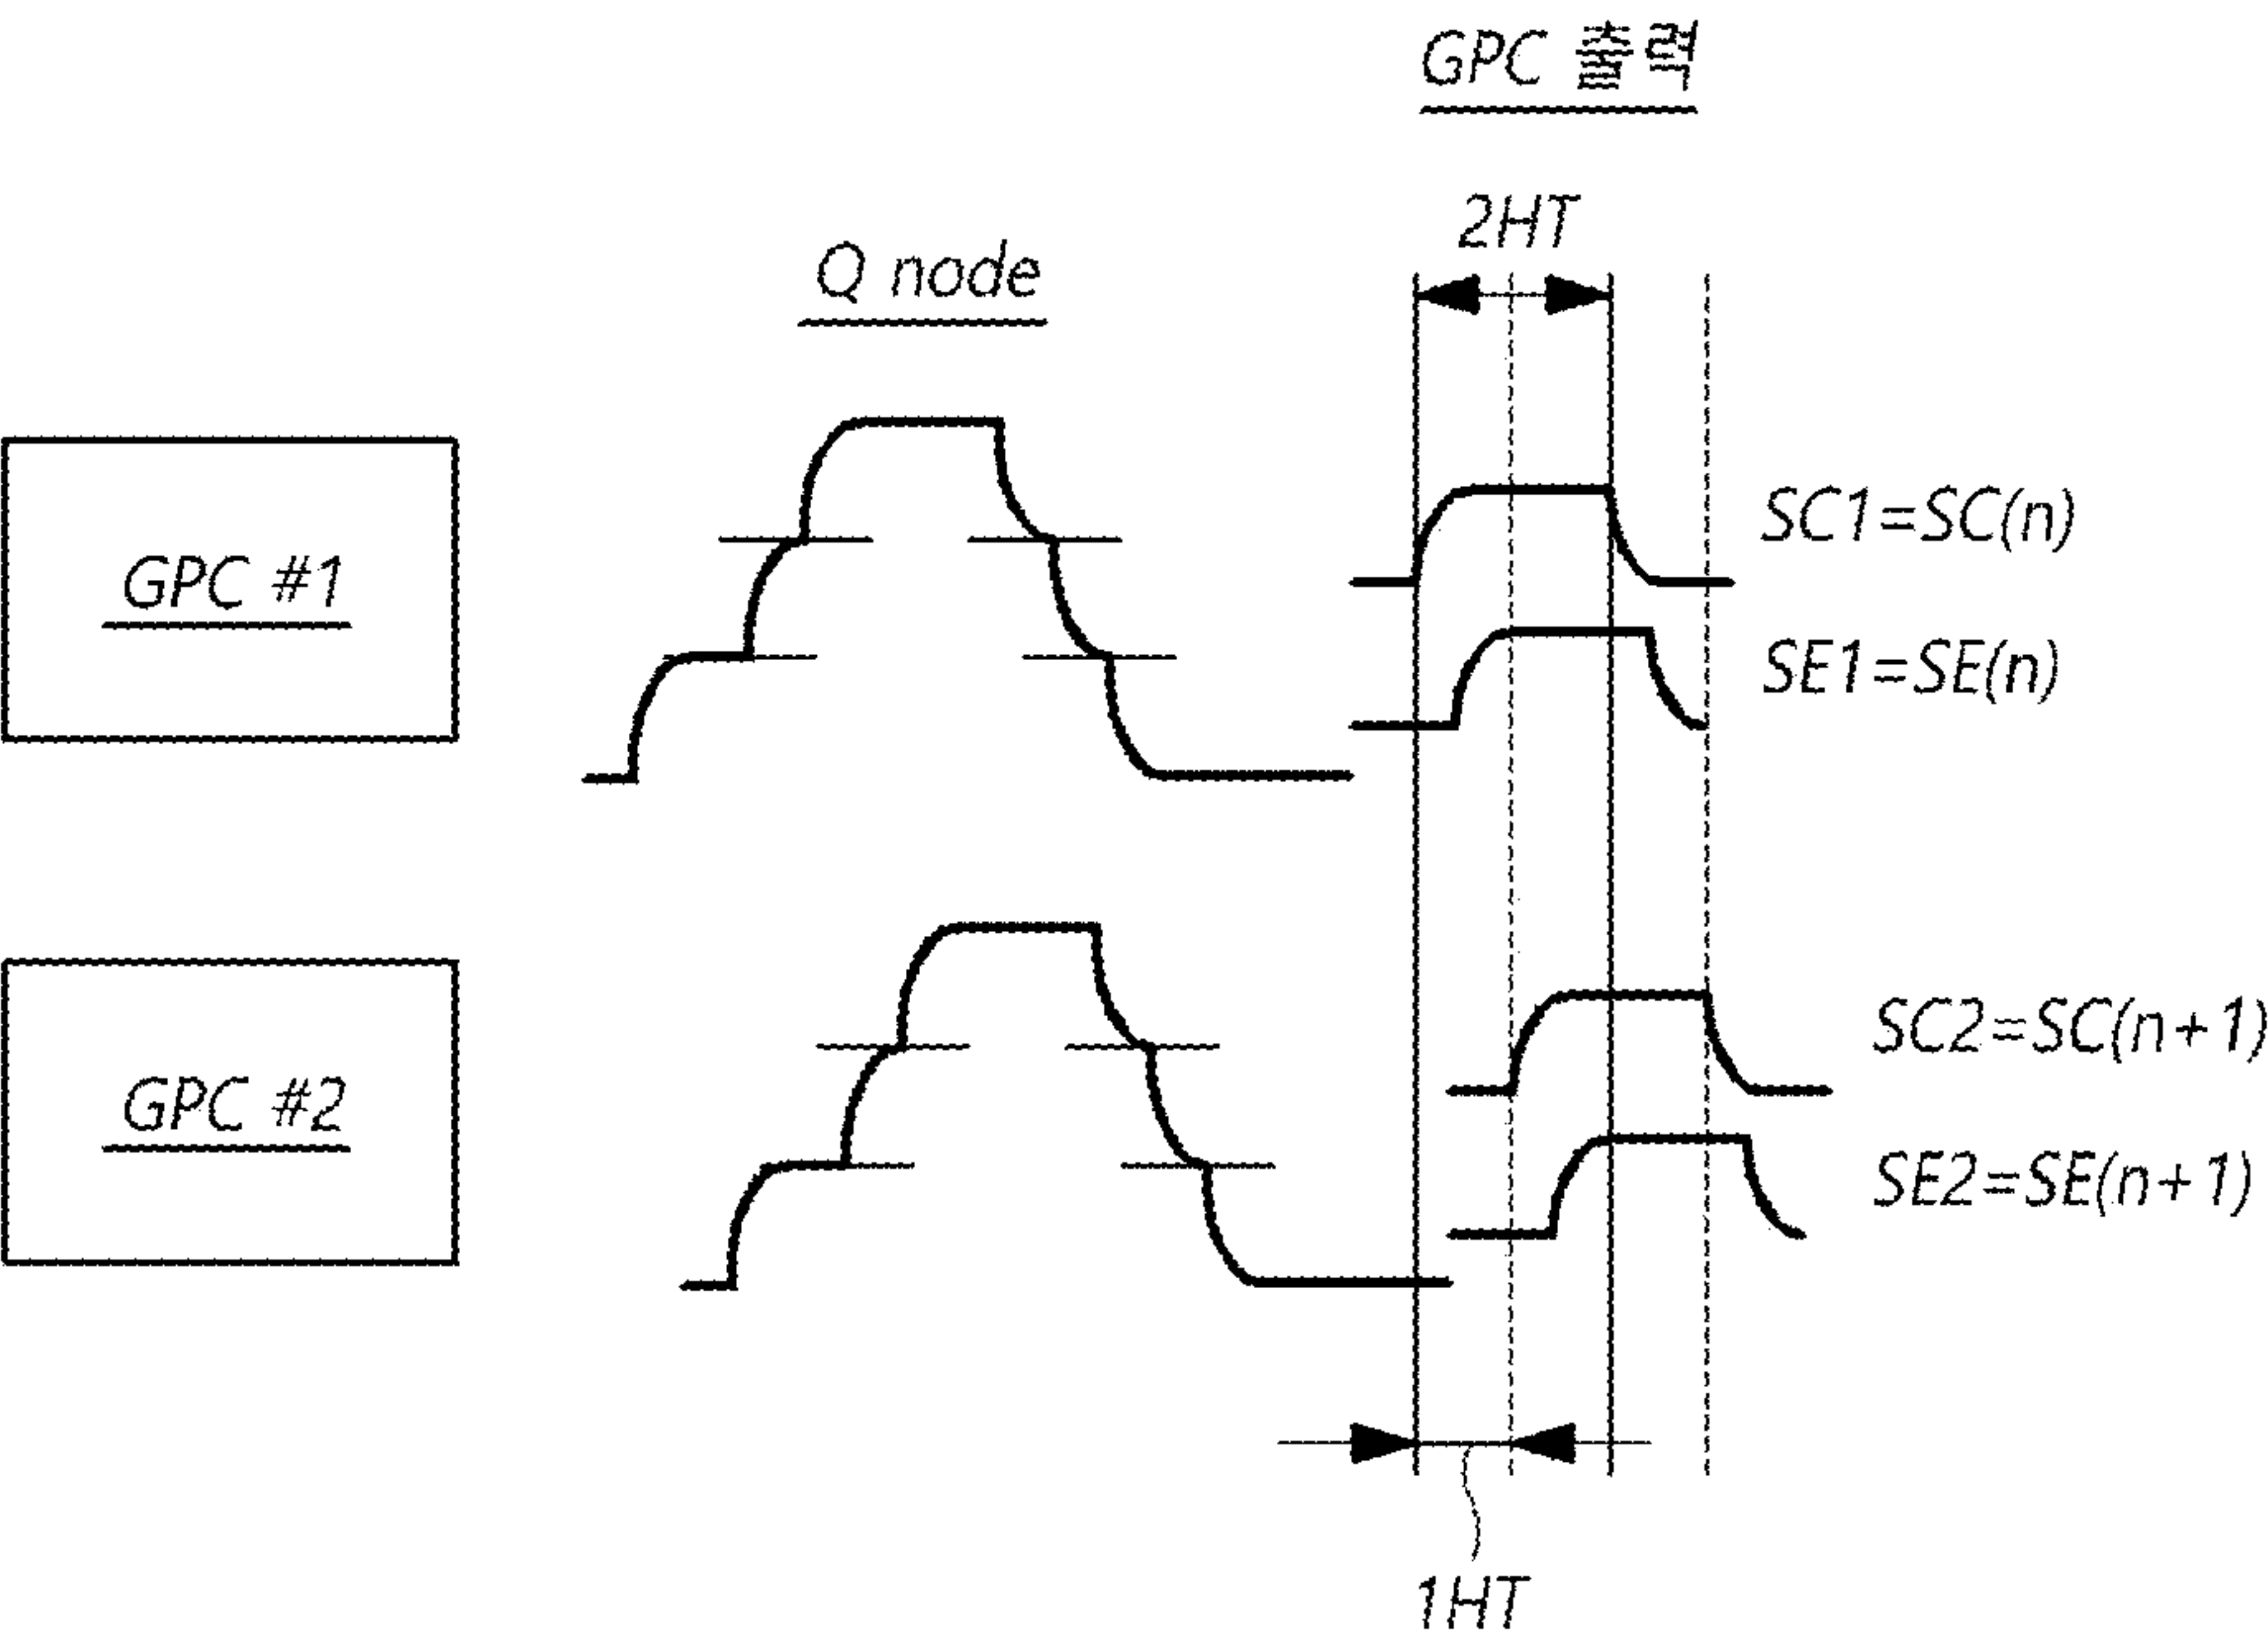 GPC 출력
2HT
Q node
GPC #1
SC1=SC(n)
SE1=SE(n)
GPC #2
SC2=SC(n+1)
SE2=SE(n+1)
1HT